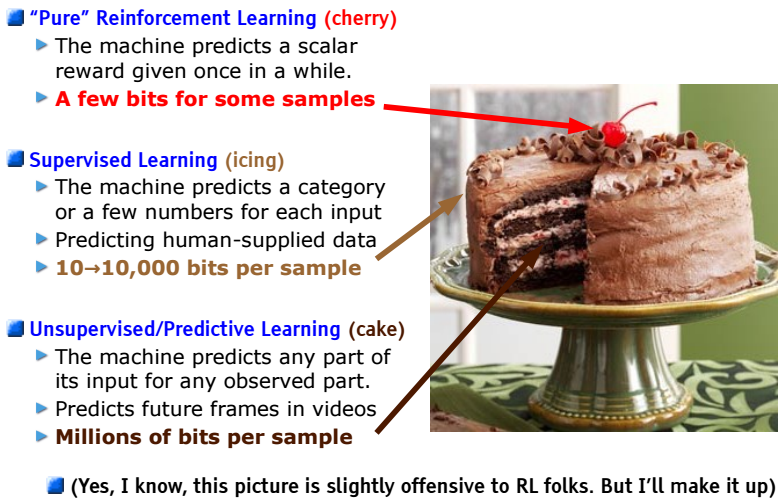 “Pure” Reinforcement Learning (cherry)
The machine predicts a scalar
reward given once in a while.
A few bits for some samples
Supervised Learning (icing)
The machine predicts a category
or a few numbers for each input
Predicting human-supplied data
10→10,000 bits per sample
Unsupervised/Predictive Learning (cake)
The machine predicts any part of
its input for any observed part.
Predicts future frames in videos
Millions of bits per sample
(Yes, I know, this picture is slightly offensive to RL folks. But I’ll make it up)